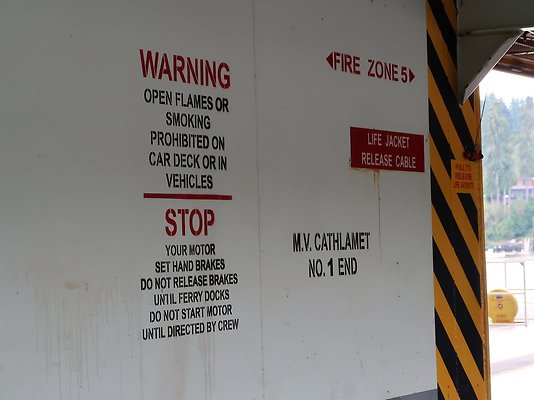 WARNING
OPEN FLAMES OR
SMOKING
PROHIBITED ON
CAR DECK OR IN
VEHICLES
STOP
YOUR MOTOR
SET HAND BRAKES
DO NOT RELEASE BRAKES
UNTIL FERRY DOCKS
DO NOT START MOTOR
UNTIL DIRECTED BY CREW
FIRE ZONE 5
LIFE JACKET
RELEASE CABLE
M.V. CATHLAMET
NO. 1 END
PULL TO
RELEASE
LIFE JACKET!
KEEP